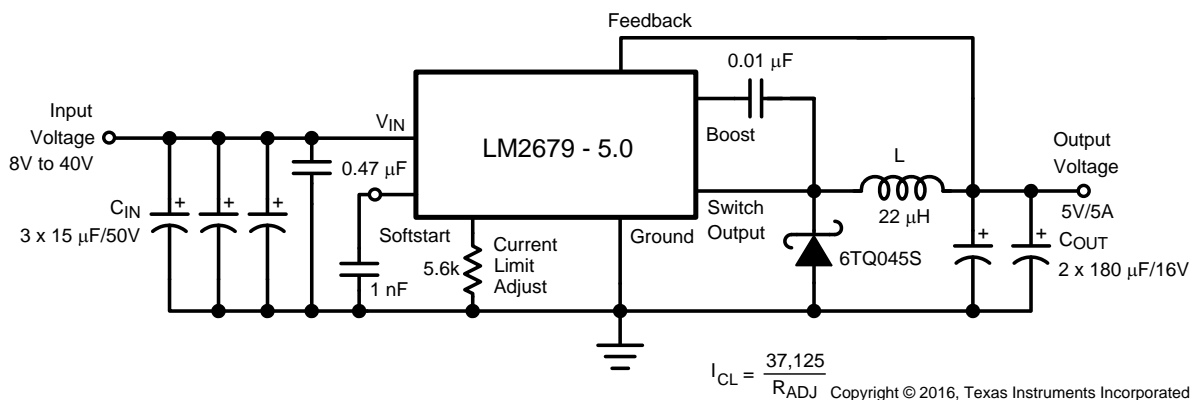 Feedback
0.01 μF
Input
Voltage
8V to 40V
VIN
LM2679 - 5.0
Boost
Output
Voltage
5V/5A
0.47 μF
L
22 μH
CIN
3 x 15 μF/50V
Softstart
1 nF
5.6k
Current
Limit
Adjust
Ground
Switch
Output
6TQ045S
COUT
2 x 180 μF/16V
+
+
+
+
+
ICL = 37,125
RADJ
Copyright © 2016, Texas Instruments Incorporated